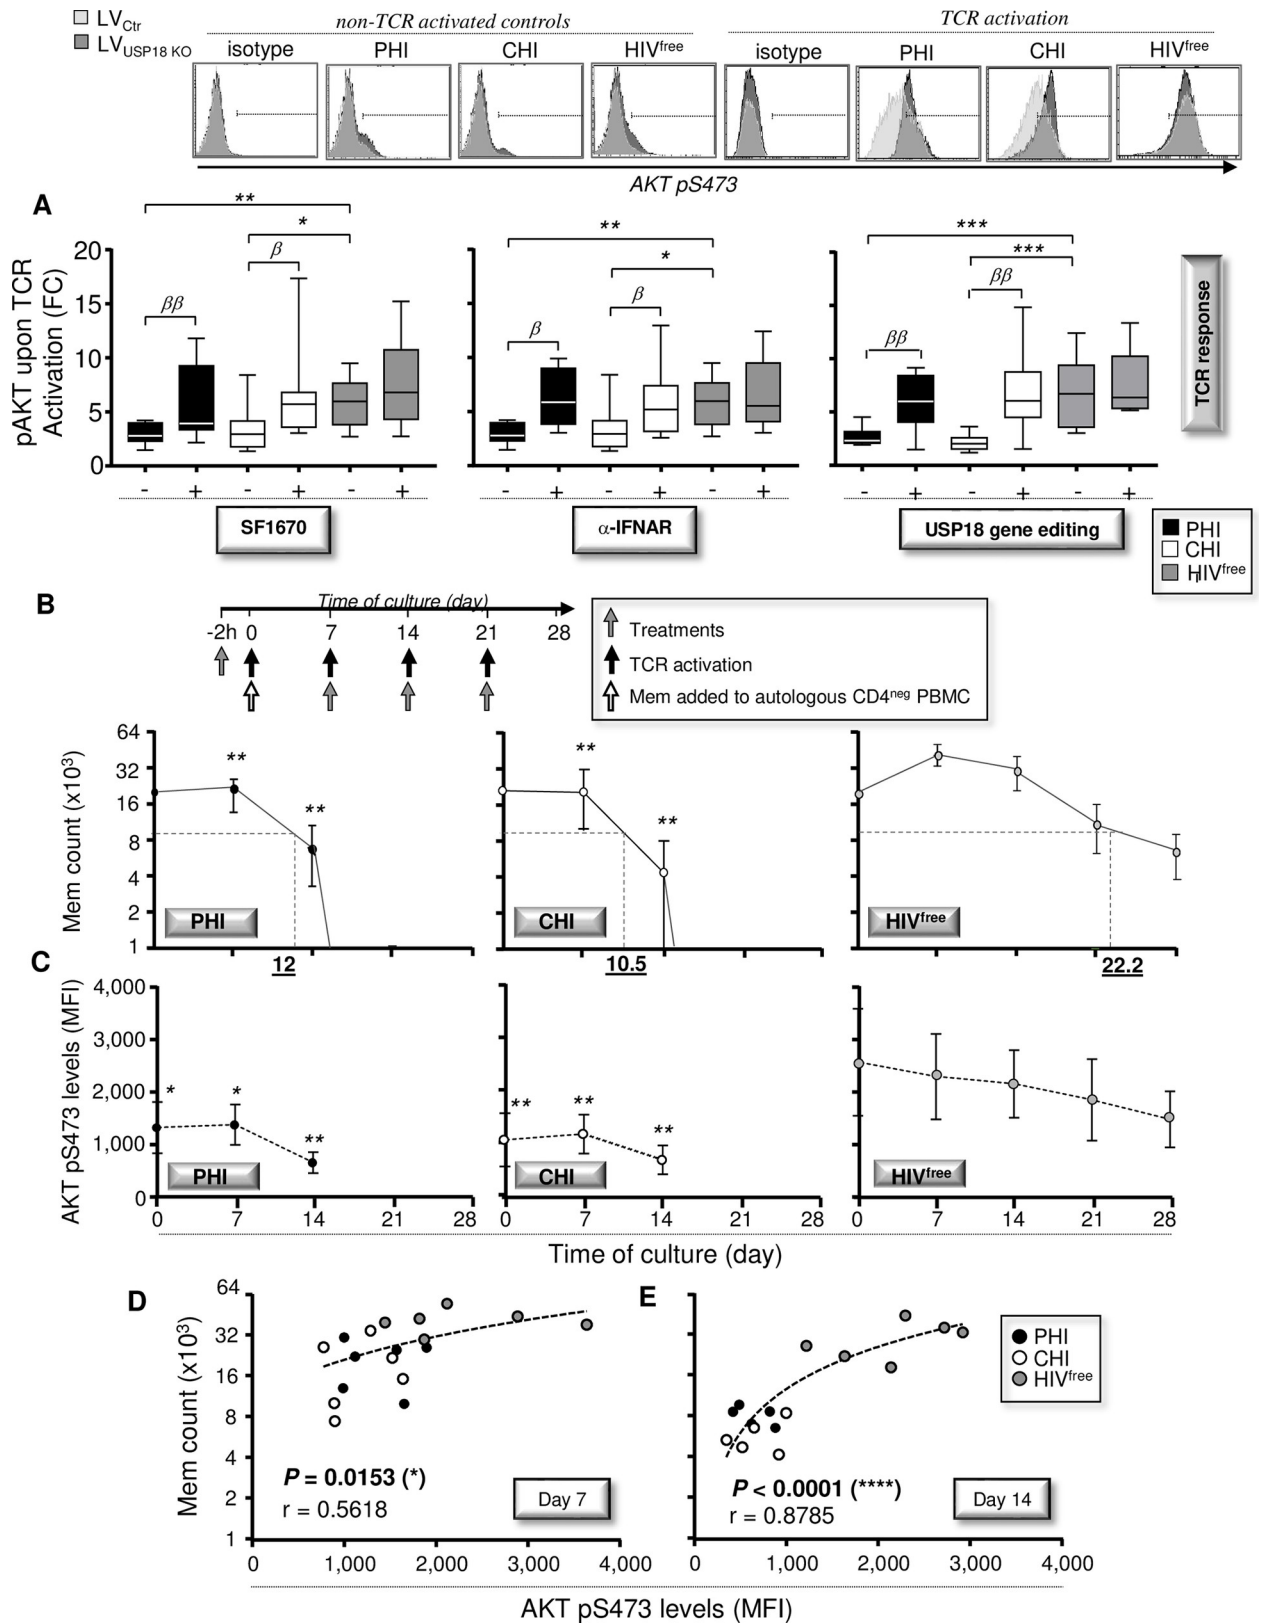 LVCtr
LVUSP18 KO
non-TCR activated controls
TCR activation
isotype PHI CHI HIVfree isotype PHI CHI HIVfree
AKT pS473
A
** * β ββ
** * β β
*** *** ββ ββ
pAKT upon TCR
Activation (FC)
20
15
10
5
0
- + - + - +
- + - + - +
- + - + - +
SF1670
α-IFNAR
USP18 gene editing
TCR response
PHI
CHI
HIVfree
B
Time of culture (day)
-2h 0 7 14 21 28
Treatments
TCR activation
Mem added to autologous CD4neg PBMC
Mem count (x10³)
64
32
16
8
4
2
1
** **
** **
PHI
CHI
HIVfree
12
10.5
22.2
C
AKT pS473 levels (MFI)
4,000
3,000
2,000
1,000
0
* * **
** ** **
PHI
CHI
HIVfree
0 7 14 21 28
0 7 14 21 28
0 7 14 21 28
Time of culture (day)
D
Mem count (x10³)
64
32
16
8
4
2
1
P = 0.0153 (*)
r = 0.5618
Day 7
0 1,000 2,000 3,000 4,000
E
P < 0.0001 (****)
r = 0.8785
Day 14
0 1,000 2,000 3,000 4,000
PHI
CHI
HIVfree
AKT pS473 levels (MFI)